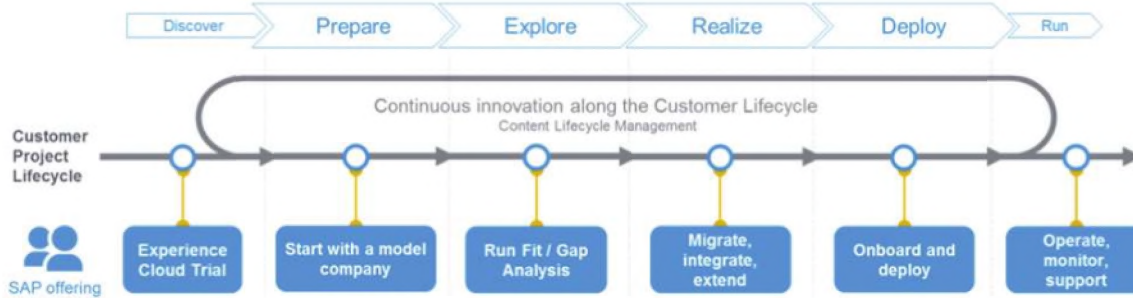 Discover
Prepare
Explore
Realize
Deploy
Run
Continuous innovation along the Customer Lifecycle
Content Lifecycle Management
Customer
Project
Lifecycle
SAP offering
Experience
Cloud Trial
Start with a model
company
Run Fit / Gap
Analysis
Migrate,
integrate,
extend
Onboard and
deploy
Operate,
monitor,
support